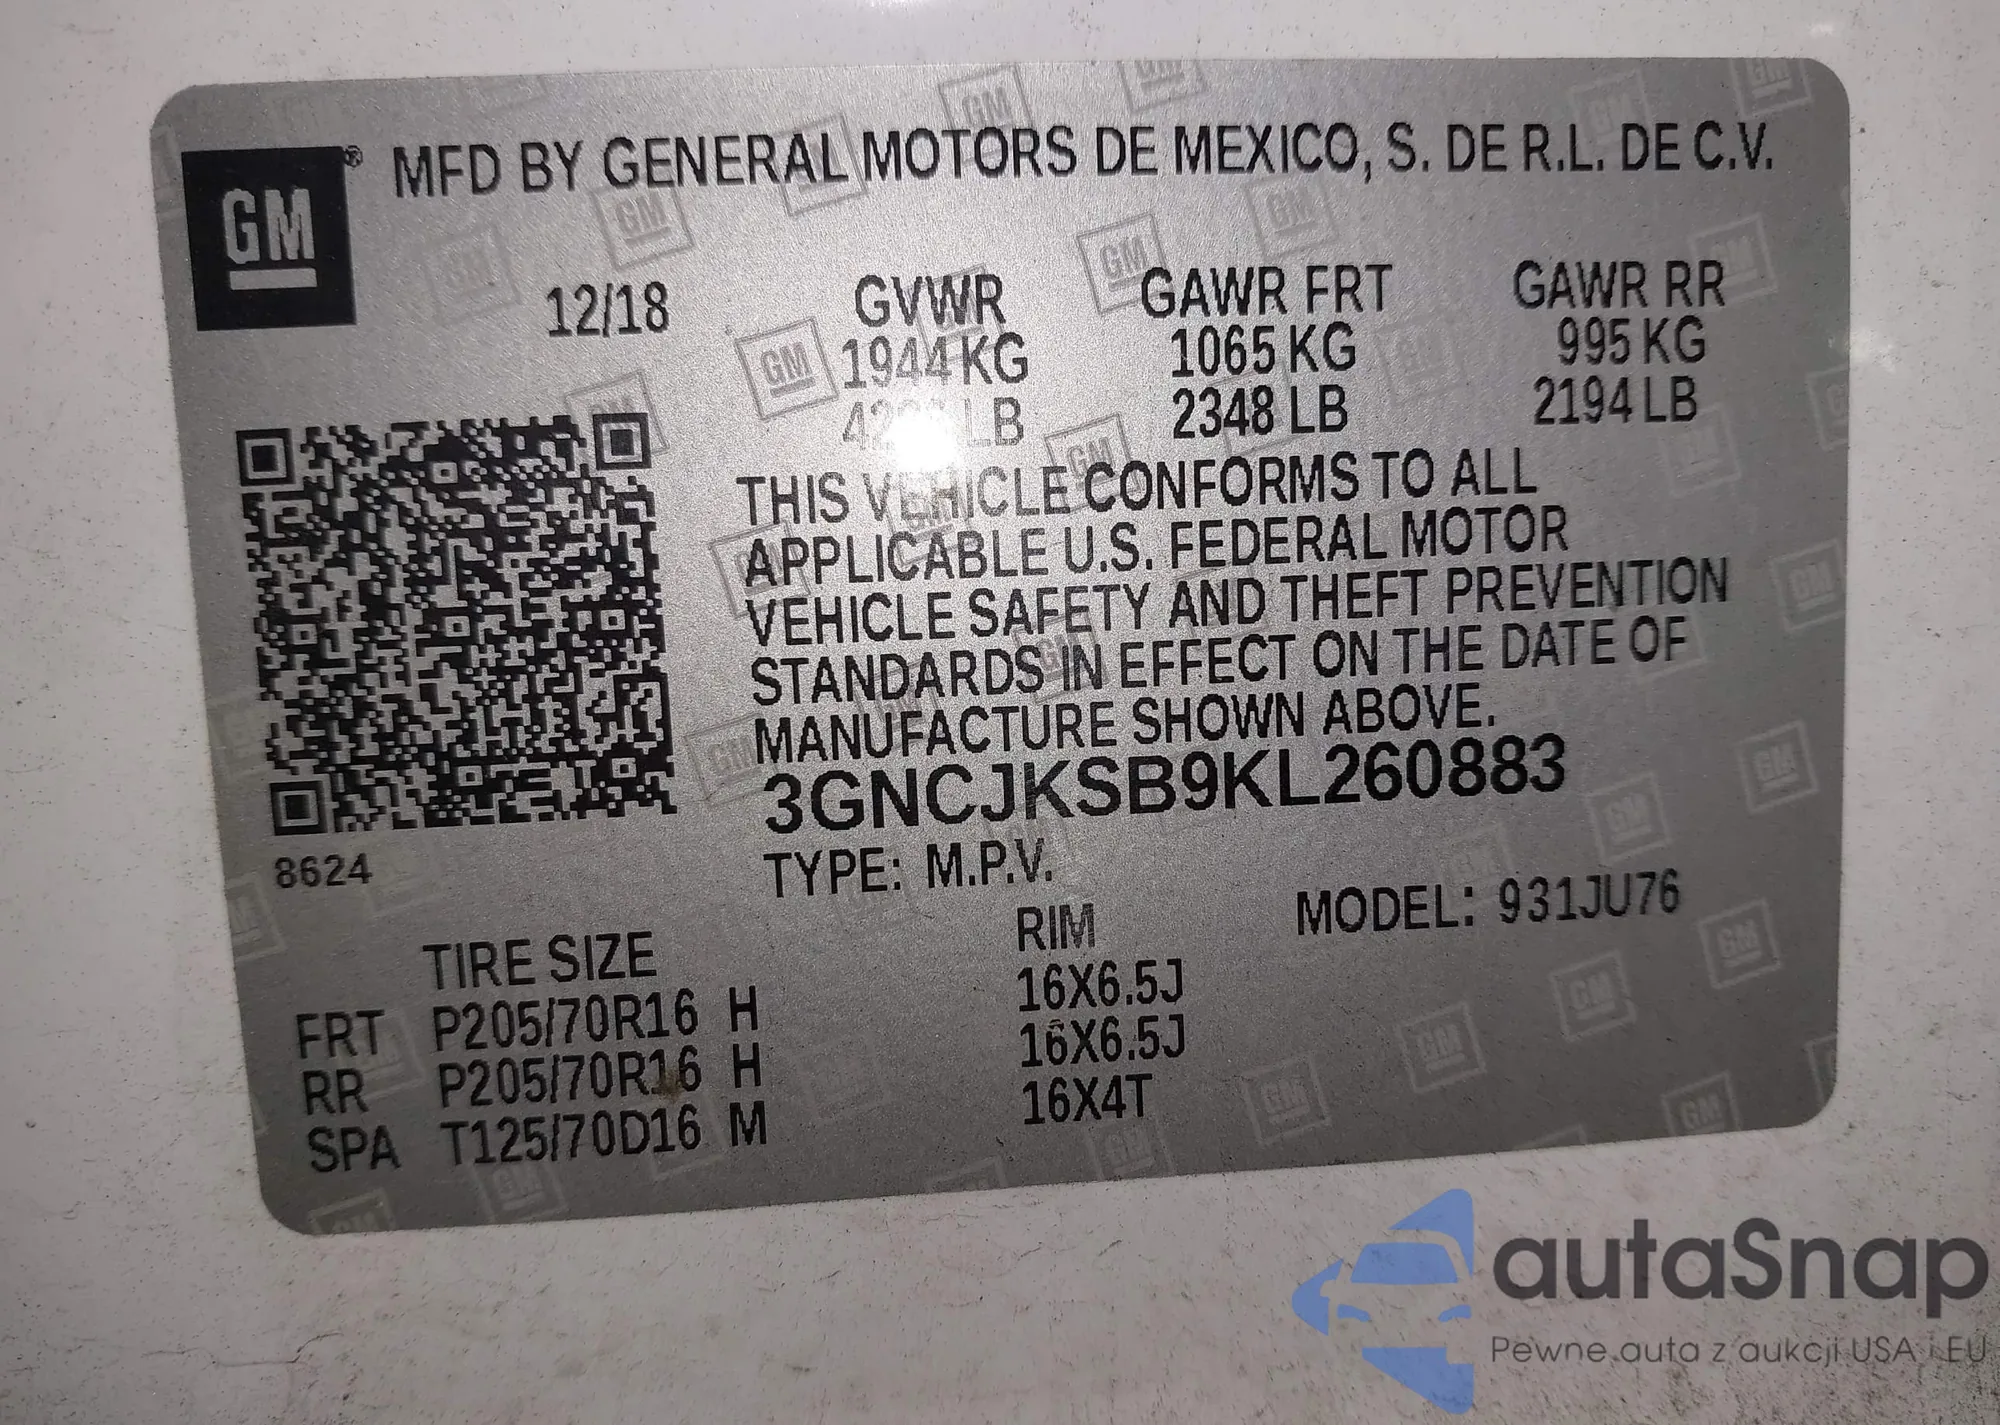 GM® MFD BY GENERAL MOTORS DE MEXICO, S. DE R.L. DE C.V.
12/18 GVWR GAWR FRT GAWR RR
1944 KG 1065 KG 995 KG
LB 2348 LB 2194 LB
THIS VEHICLE CONFORMS TO ALL
APPLICABLE U.S. FEDERAL MOTOR
VEHICLE SAFETY AND THEFT PREVENTION
STANDARDS IN EFFECT ON THE DATE OF
MANUFACTURE SHOWN ABOVE.
3GNCJKSB9KL260883
8624
TYPE: M.P.V.
MODEL: 931JU76
TIRE SIZE RIM
FRT P205/70R16 H 16X6.5J
RR P205/70R16 H 16X6.5J
SPA T125/70D16 M 16X4T
autaSnap
Pewne auta z aukcji USA i EU